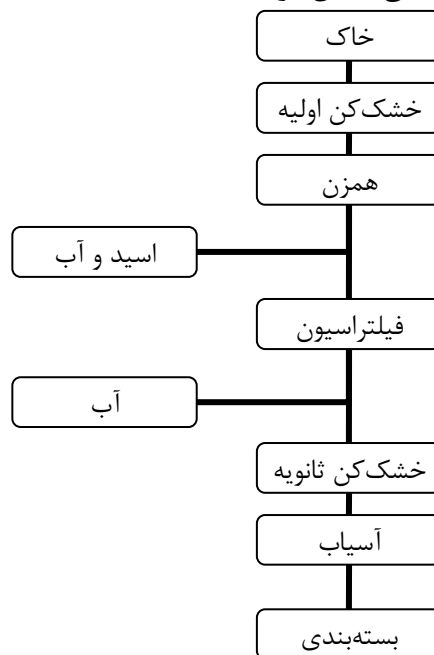 خاک
خشک‌کن اولیه
همزن
اسید و آب
فیلتراسیون
آب
خشک‌کن ثانویه
آسیاب
بسته‌بندی